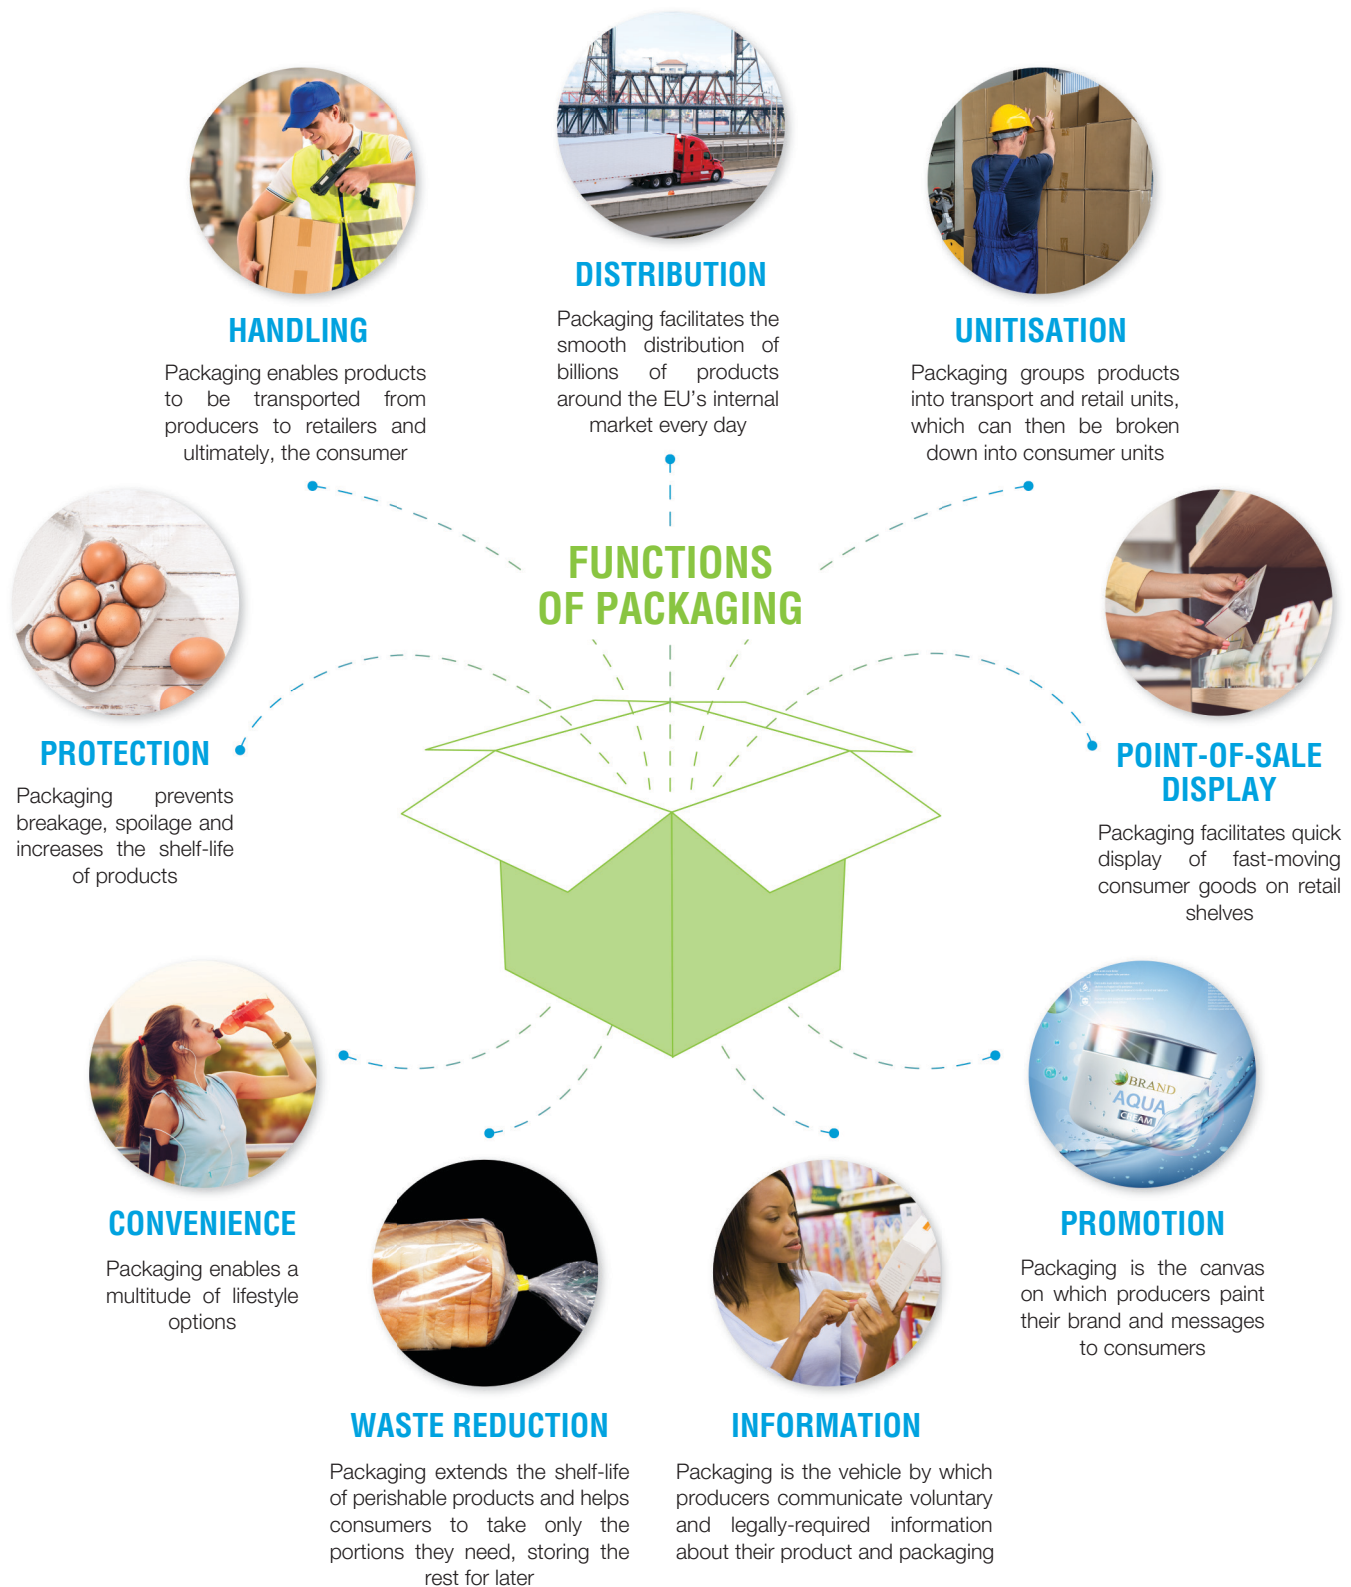 HANDLING
Packaging enables products
to be transported from
producers to retailers and
ultimately, the consumer
DISTRIBUTION
Packaging facilitates the
smooth distribution of
billions of products
around the EU's internal
market every day
UNITISATION
Packaging groups products
into transport and retail units,
which can then be broken
down into consumer units
FUNCTIONS
OF PACKAGING
PROTECTION
Packaging prevents
breakage, spoilage and
increases the shelf-life
of products
POINT-OF-SALE
DISPLAY
Packaging facilitates quick
display of fast-moving
consumer goods on retail
shelves
CONVENIENCE
Packaging enables a
multitude of lifestyle
options
BRAND
AQUA
CREAM
PROMOTION
Packaging is the canvas
on which producers paint
their brand and messages
to consumers
WASTE REDUCTION
Packaging extends the shelf-life
of perishable products and helps
consumers to take only the
portions they need, storing the
rest for later
INFORMATION
Packaging is the vehicle by which
producers communicate voluntary
and legally-required information
about their product and packaging